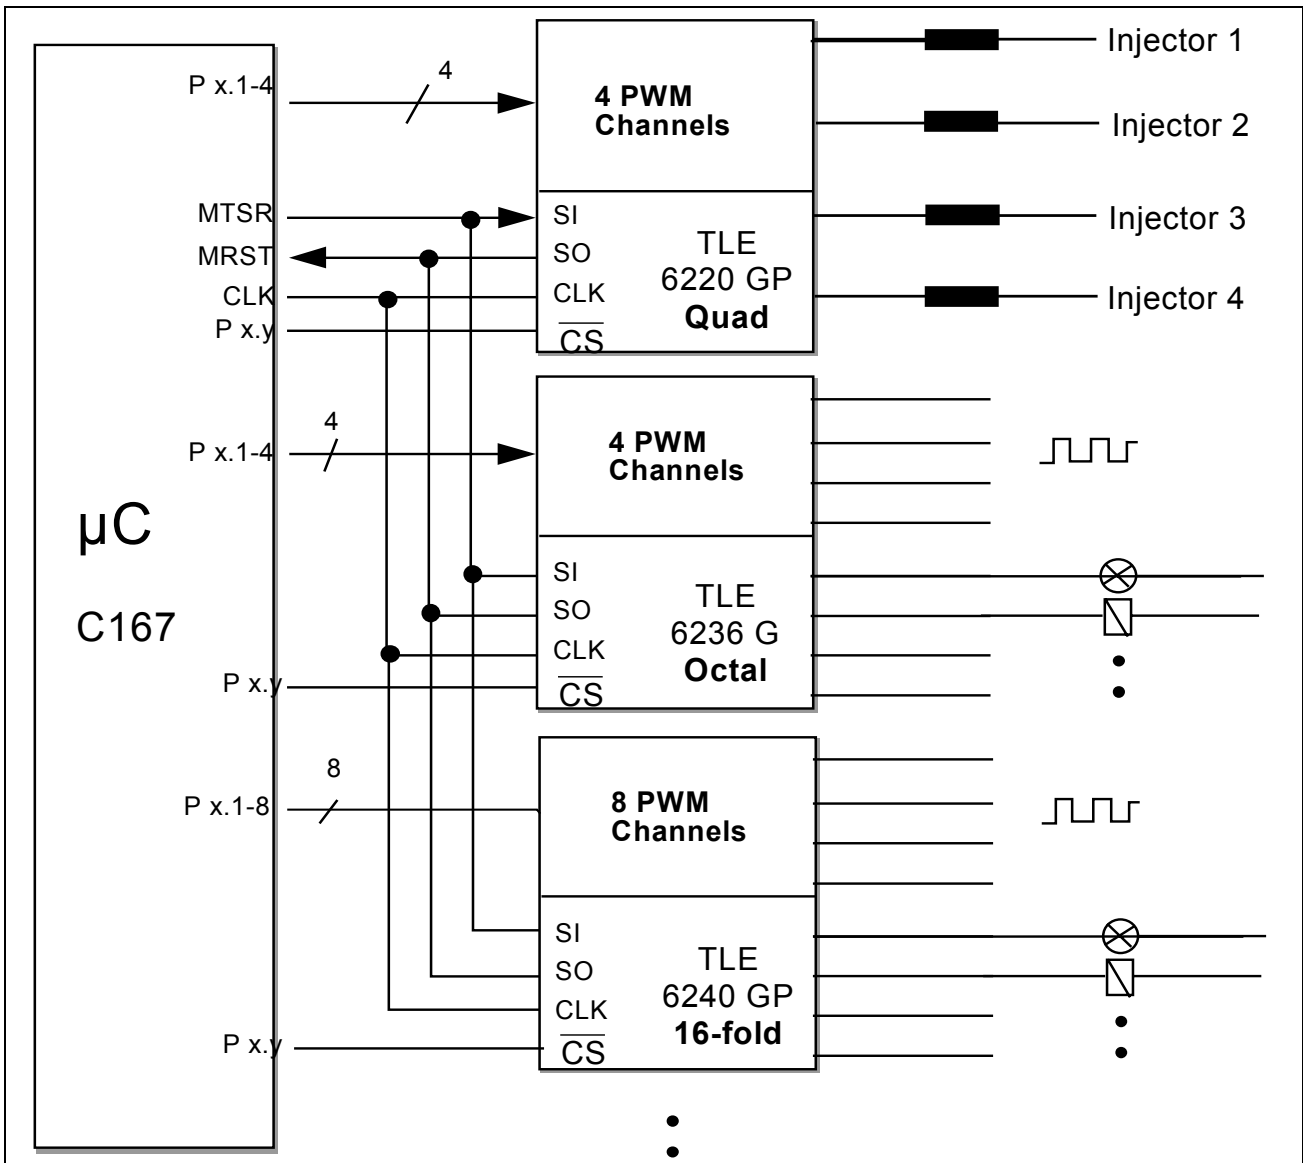 P x.1-4
4
4 PWM
Channels
Injector 1
Injector 2
MTSR
MRST
CLK
P x.y
SI
SO
CLK
CS
TLE
6220 GP
Quad
Injector 3
Injector 4
P x.1-4
4
4 PWM
Channels
µC
C167
SI
SO
CLK
CS
TLE
6236 G
Octal
P x.y
P x.1-8
8
8 PWM
Channels
SI
SO
CLK
CS
TLE
6240 GP
16-fold
P x.y